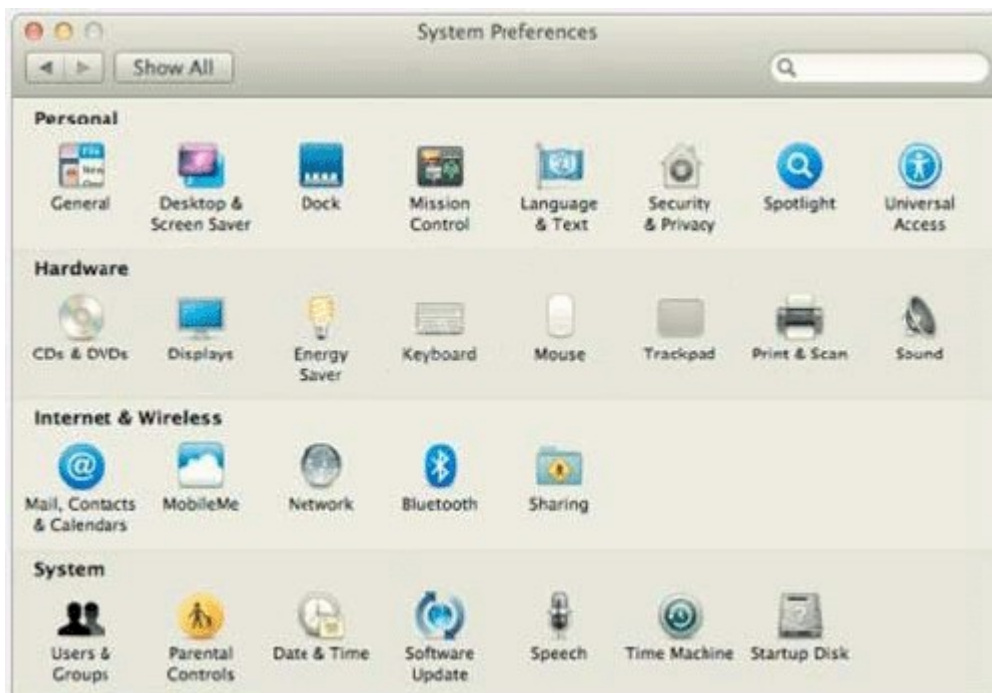 System Preferences
Show All
Personal
General
Desktop & Screen Saver
Dock
Mission Control
Language & Text
Security & Privacy
Spotlight
Universal Access
Hardware
CDs & DVDs
Displays
Energy Saver
Keyboard
Mouse
Trackpad
Print & Scan
Sound
Internet & Wireless
Mail, Contacts & Calendars
MobileMe
Network
Bluetooth
Sharing
System
Users & Groups
Parental Controls
Date & Time
Software Update
Speech
Time Machine
Startup Disk